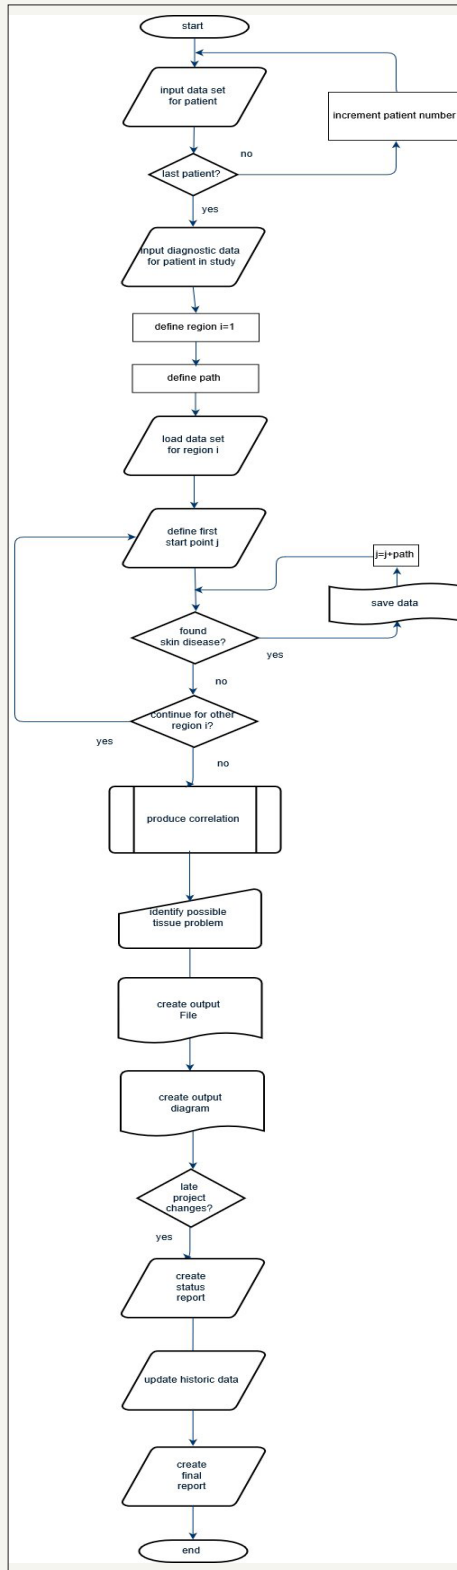 start
input data set
for patient
increment patient number
no
last patient?
yes
input diagnostic data
for patient in study
define region i=1
define path
load data set
for region i
define first
start point j
j=j+path
save data
found
skin disease?
yes
no
continue for other
region i?
yes
no
produce correlation
identify possible
tissue problem
create output
File
create output
diagram
late
project
changes?
yes
create
status
report
update historic data
create
final
report
end